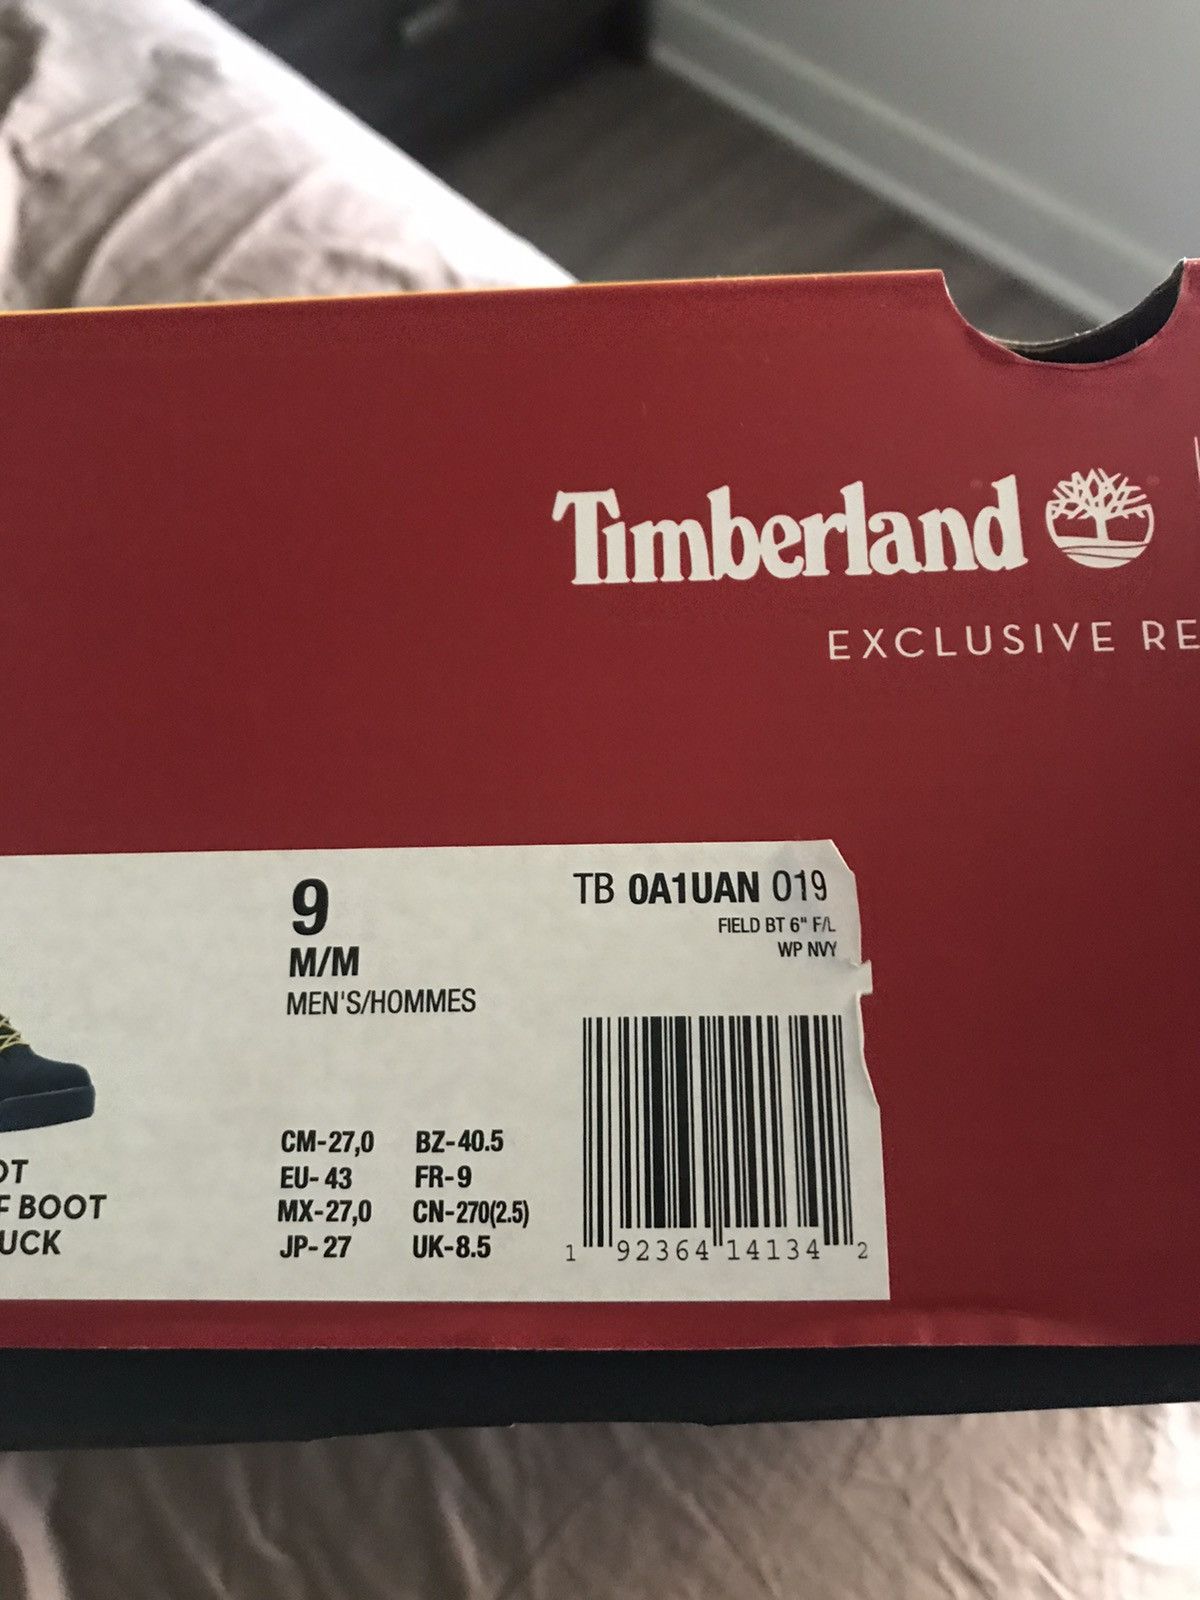 Timberland
EXCLUSIVE RE
9
M/M
MEN'S/HOMMES
TB 0A1UAN 019
FIELD BT 6" F/L
WP NVY
OT
F BOOT
UCK
CM-27,0 BZ-40.5
EU-43 FR-9
MX-27,0 CN-270(2.5)
JP-27 UK-8.5
1 92364 14134 2